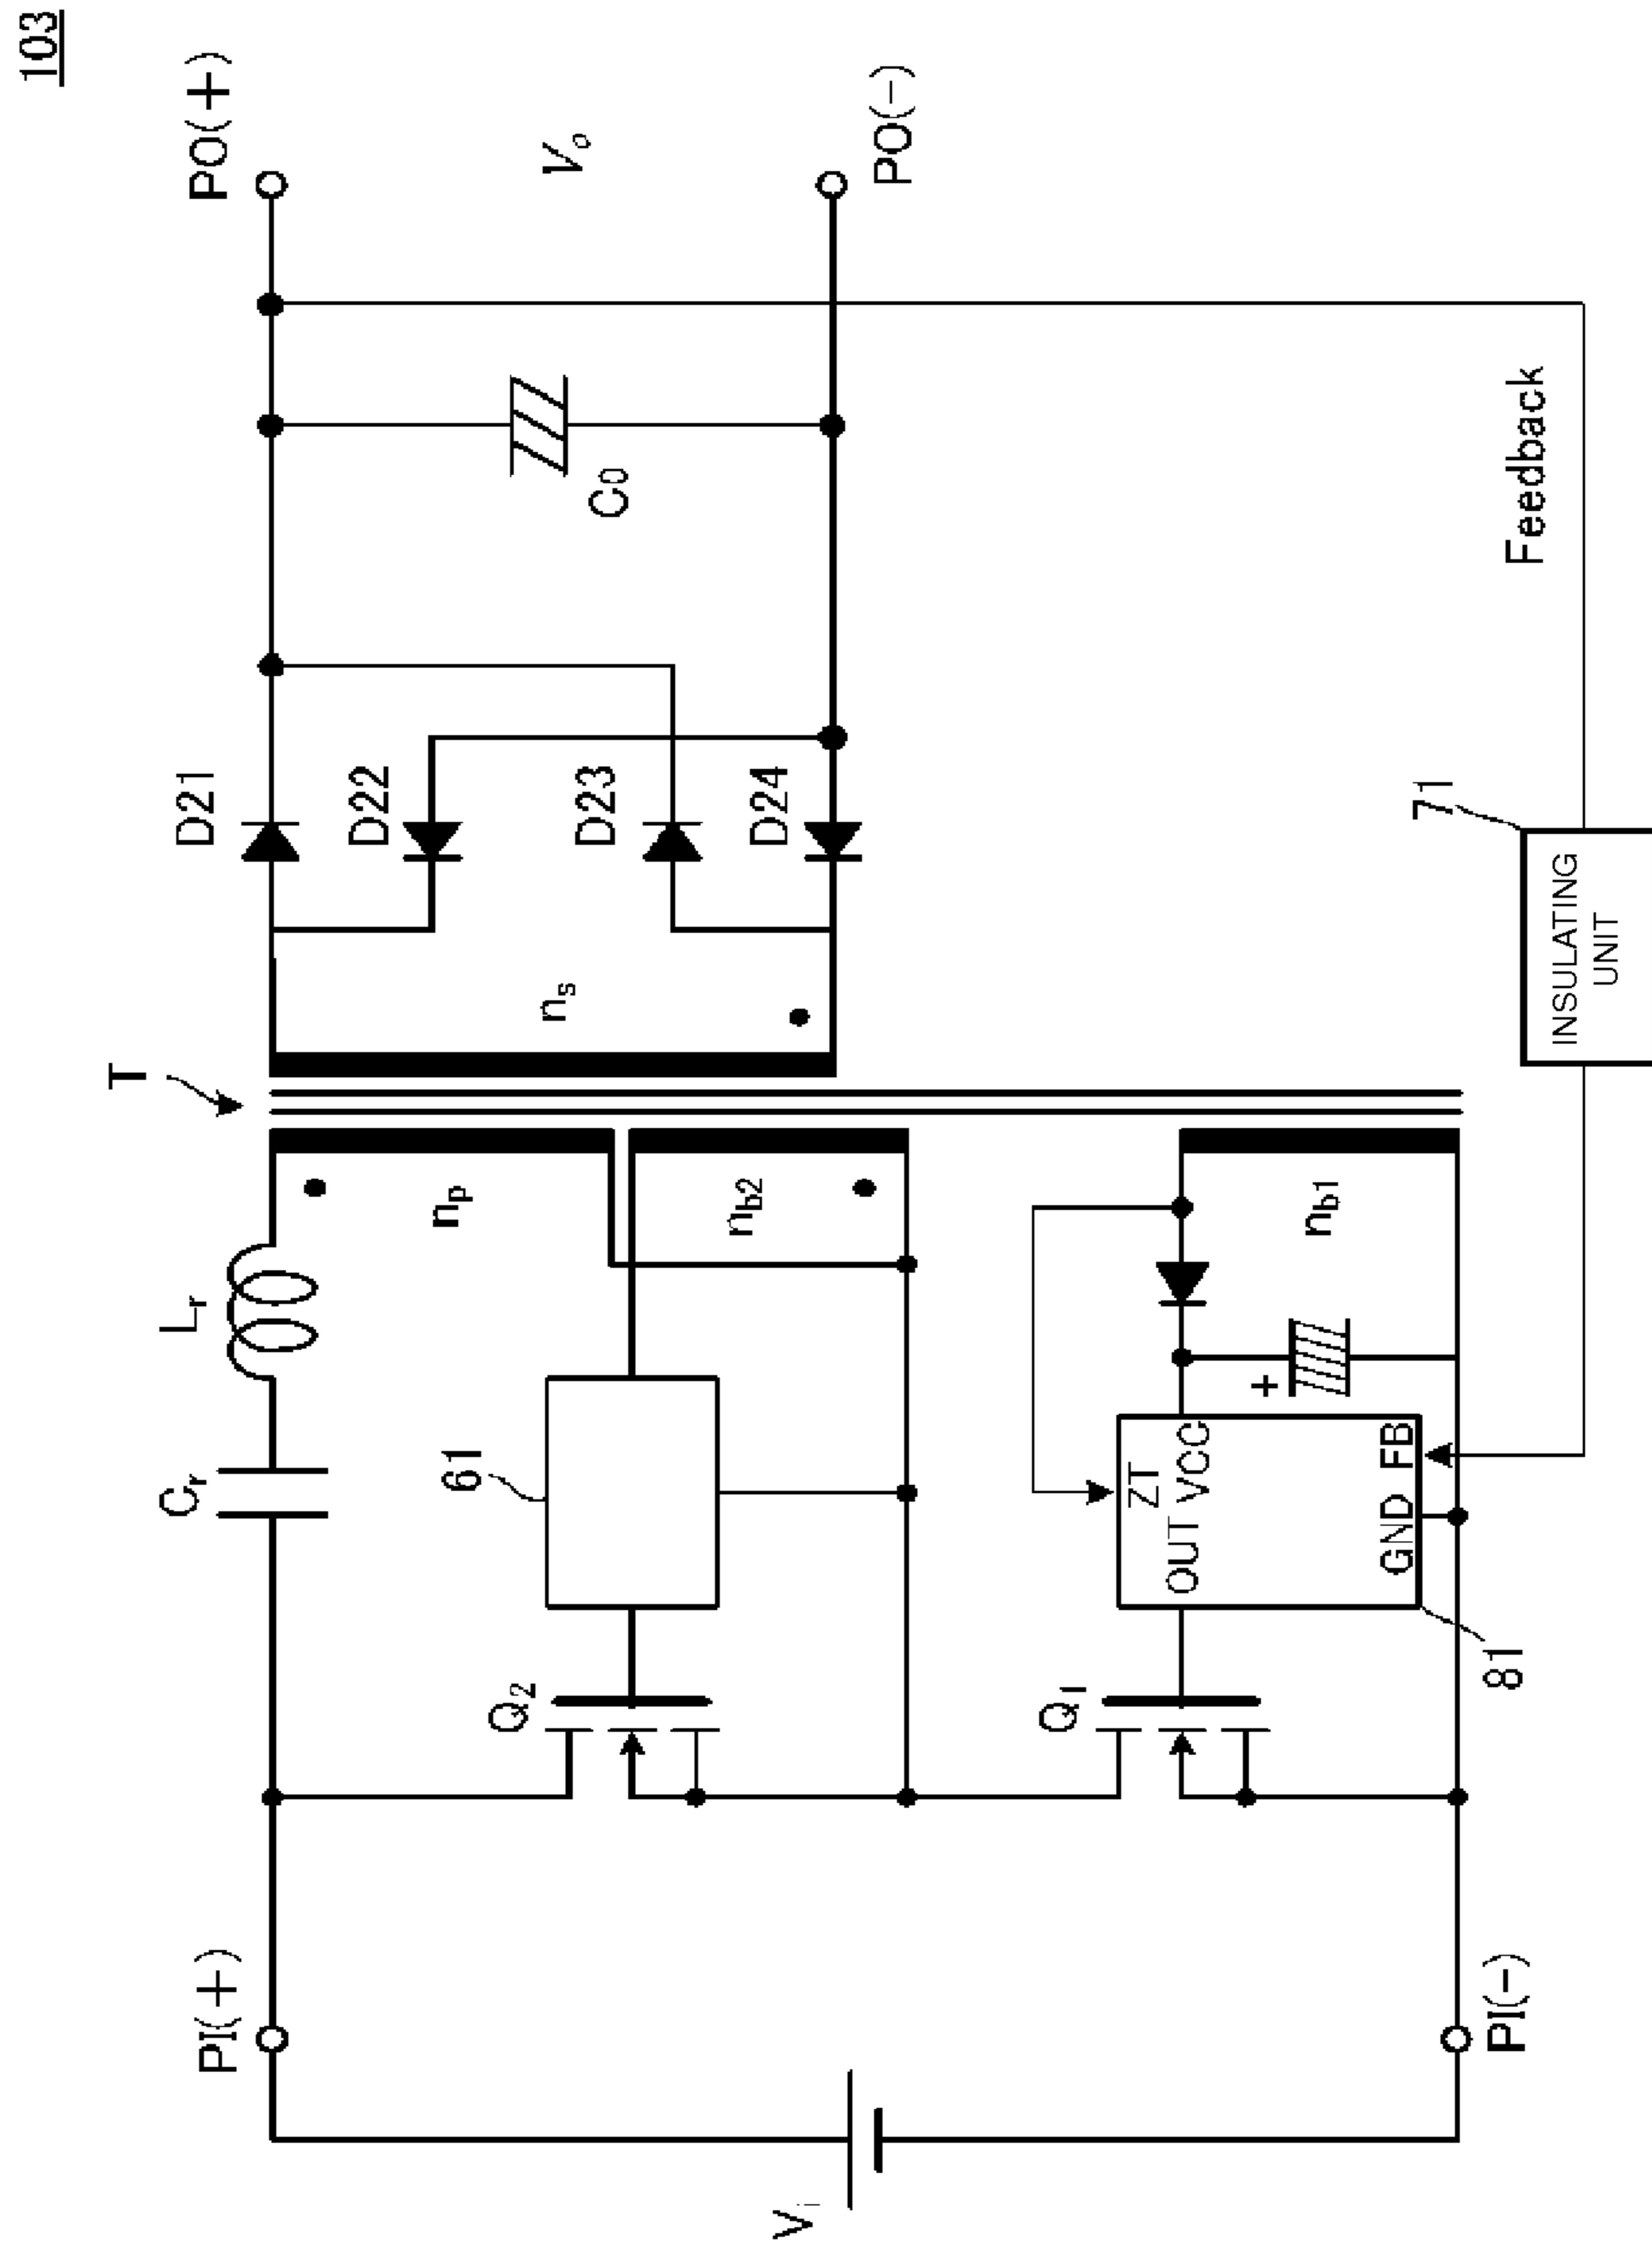 103
T
PI(+)
Cr
Lr
D21
PO(+)
np
ns
D22
Q2
61
nb2
D23
D24
C0
Vo
PO(-)
Vi
Q1
ZT
OUT VCC
GND FB
nb1
81
PI(-)
71
INSULATING
UNIT
Feedback